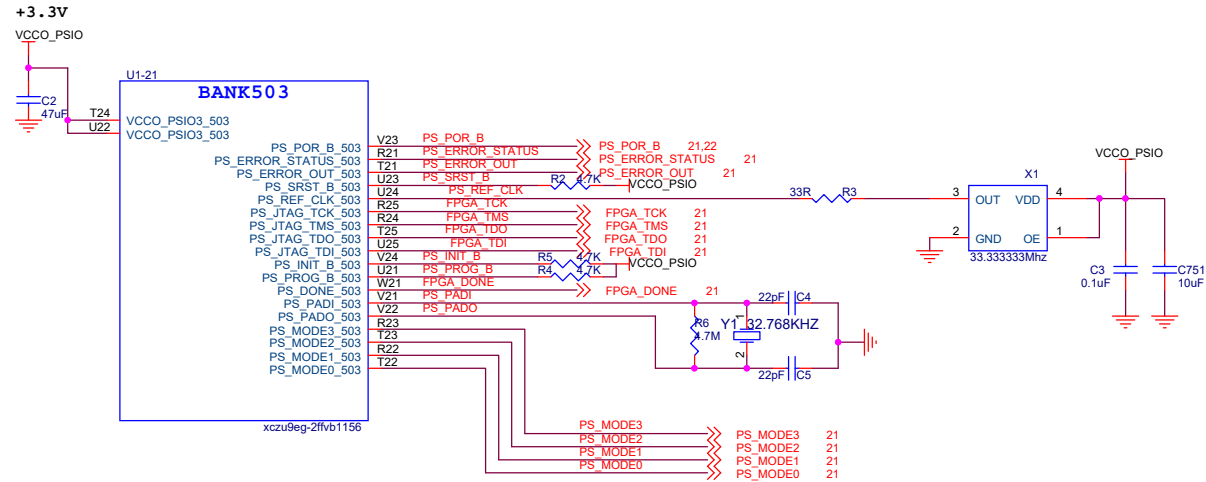 +3.3V
VCCO_PSIO
U1-21
BANK503
C2
47uF
T24 VCCO_PSIO3_503
U22 VCCO_PSIO3_503
PS_POR_B_503 V23 PS_POR_B PS_POR_B 21,22
PS_ERROR_STATUS_503 R21 PS_ERROR_STATUS PS_ERROR_STATUS 21
PS_ERROR_OUT_503 T21 PS_ERROR_OUT PS_ERROR_OUT 21
PS_SRST_B_503 U23 PS_SRST_B R2 4.7K VCCO_PSIO
PS_REF_CLK_503 U24 PS_REF_CLK 33R R3
PS_JTAG_TCK_503 R25 FPGA_TCK FPGA_TCK 21
PS_JTAG_TMS_503 R24 FPGA_TMS FPGA_TMS 21
PS_JTAG_TDO_503 T25 FPGA_TDO FPGA_TDO 21
PS_JTAG_TDI_503 U25 FPGA_TDI FPGA_TDI 21
PS_INIT_B_503 V24 PS_INIT_B R5 4.7K VCCO_PSIO
PS_PROG_B_503 U21 PS_PROG_B R4 4.7K
PS_DONE_503 W21 FPGA_DONE FPGA_DONE 21
PS_PADI_503 V21 PS_PADI
PS_PADO_503 V22 PS_PADO
PS_MODE3_503 R23
PS_MODE2_503 T23
PS_MODE1_503 R22
PS_MODE0_503 T22
xczu9eg-2ffvb1156
22pF C4
R6
4.7M
1
Y1 32.768KHZ
2
22pF C5
VCCO_PSIO
X1
3 OUT VDD 4
2 GND OE 1
33.333333Mhz
C3
0.1uF
C751
10uF
PS_MODE3 PS_MODE3 21
PS_MODE2 PS_MODE2 21
PS_MODE1 PS_MODE1 21
PS_MODE0 PS_MODE0 21